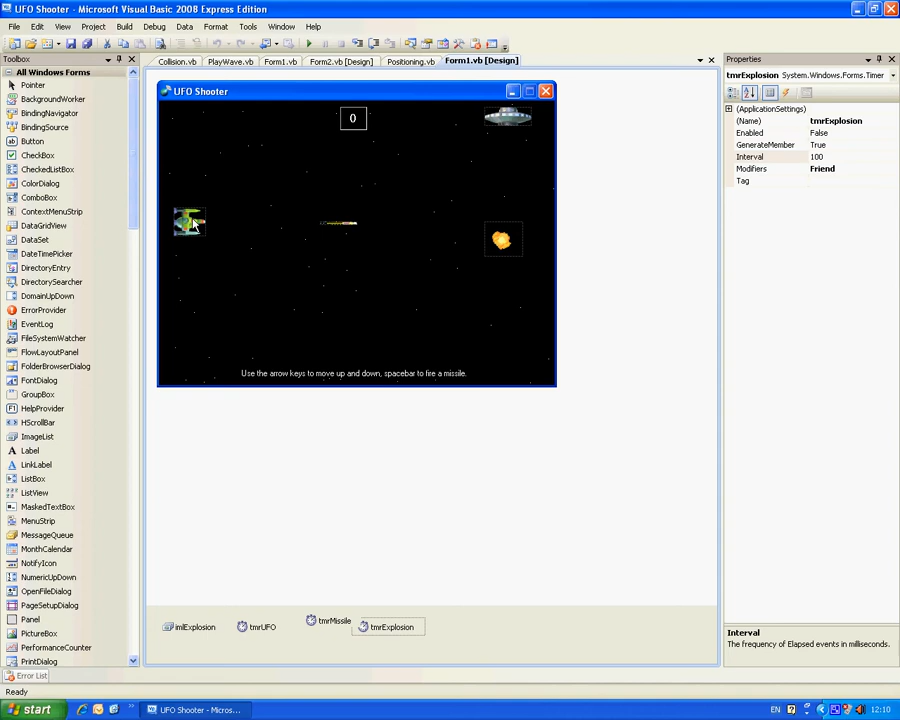 UFO Shooter - Microsoft Visual Basic 2008 Express Edition
File Edit View Project Build Debug Data Format Tools Window Help
Toolbox
All Windows Forms
Pointer
BackgroundWorker
BindingNavigator
BindingSource
Button
CheckBox
CheckedListBox
ColorDialog
ComboBox
ContextMenuStrip
DataGridView
DataSet
DateTimePicker
DirectoryEntry
DirectorySearcher
DomainUpDown
ErrorProvider
EventLog
FileSystemWatcher
FlowLayoutPanel
FolderBrowserDialog
FontDialog
GroupBox
HelpProvider
HScrollBar
ImageList
Label
LinkLabel
ListBox
ListView
MaskedTextBox
MenuStrip
MessageQueue
MonthCalendar
NotifyIcon
NumericUpDown
OpenFileDialog
PageSetupDialog
Panel
PictureBox
PerformanceCounter
PrintDialog
Error List
Collision.vb PlayWave.vb Form1.vb Form2.vb [Design] Positioning.vb Form1.vb [Design]
UFO Shooter
0
Use the arrow keys to move up and down, spacebar to fire a missile.
imlExplosion tmrUFO tmrMissile tmrExplosion
Properties
tmrExplosion System.Windows.Forms.Timer
(ApplicationSettings)
(Name) tmrExplosion
Enabled False
GenerateMember True
Interval 100
Modifiers Friend
Tag
Interval
The frequency of Elapsed events in milliseconds.
Ready
start
UFO Shooter - Micros...
EN
12:10